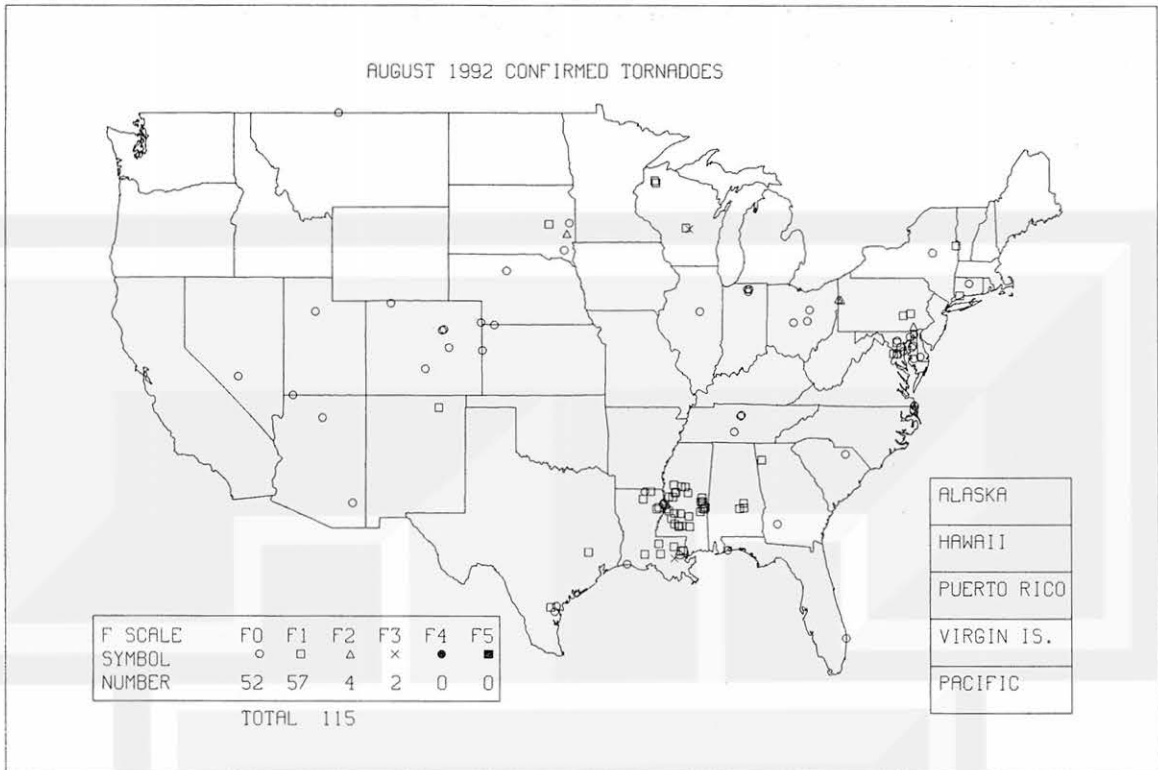 AUGUST 1992 CONFIRMED TORNADOES
ALASKA
HAWAII
PUERTO RICO
VIRGIN IS.
PACIFIC
F SCALE F0 F1 F2 F3 F4 F5
SYMBOL ○ □ △ × ● ■
NUMBER 52 57 4 2 0 0
TOTAL 115